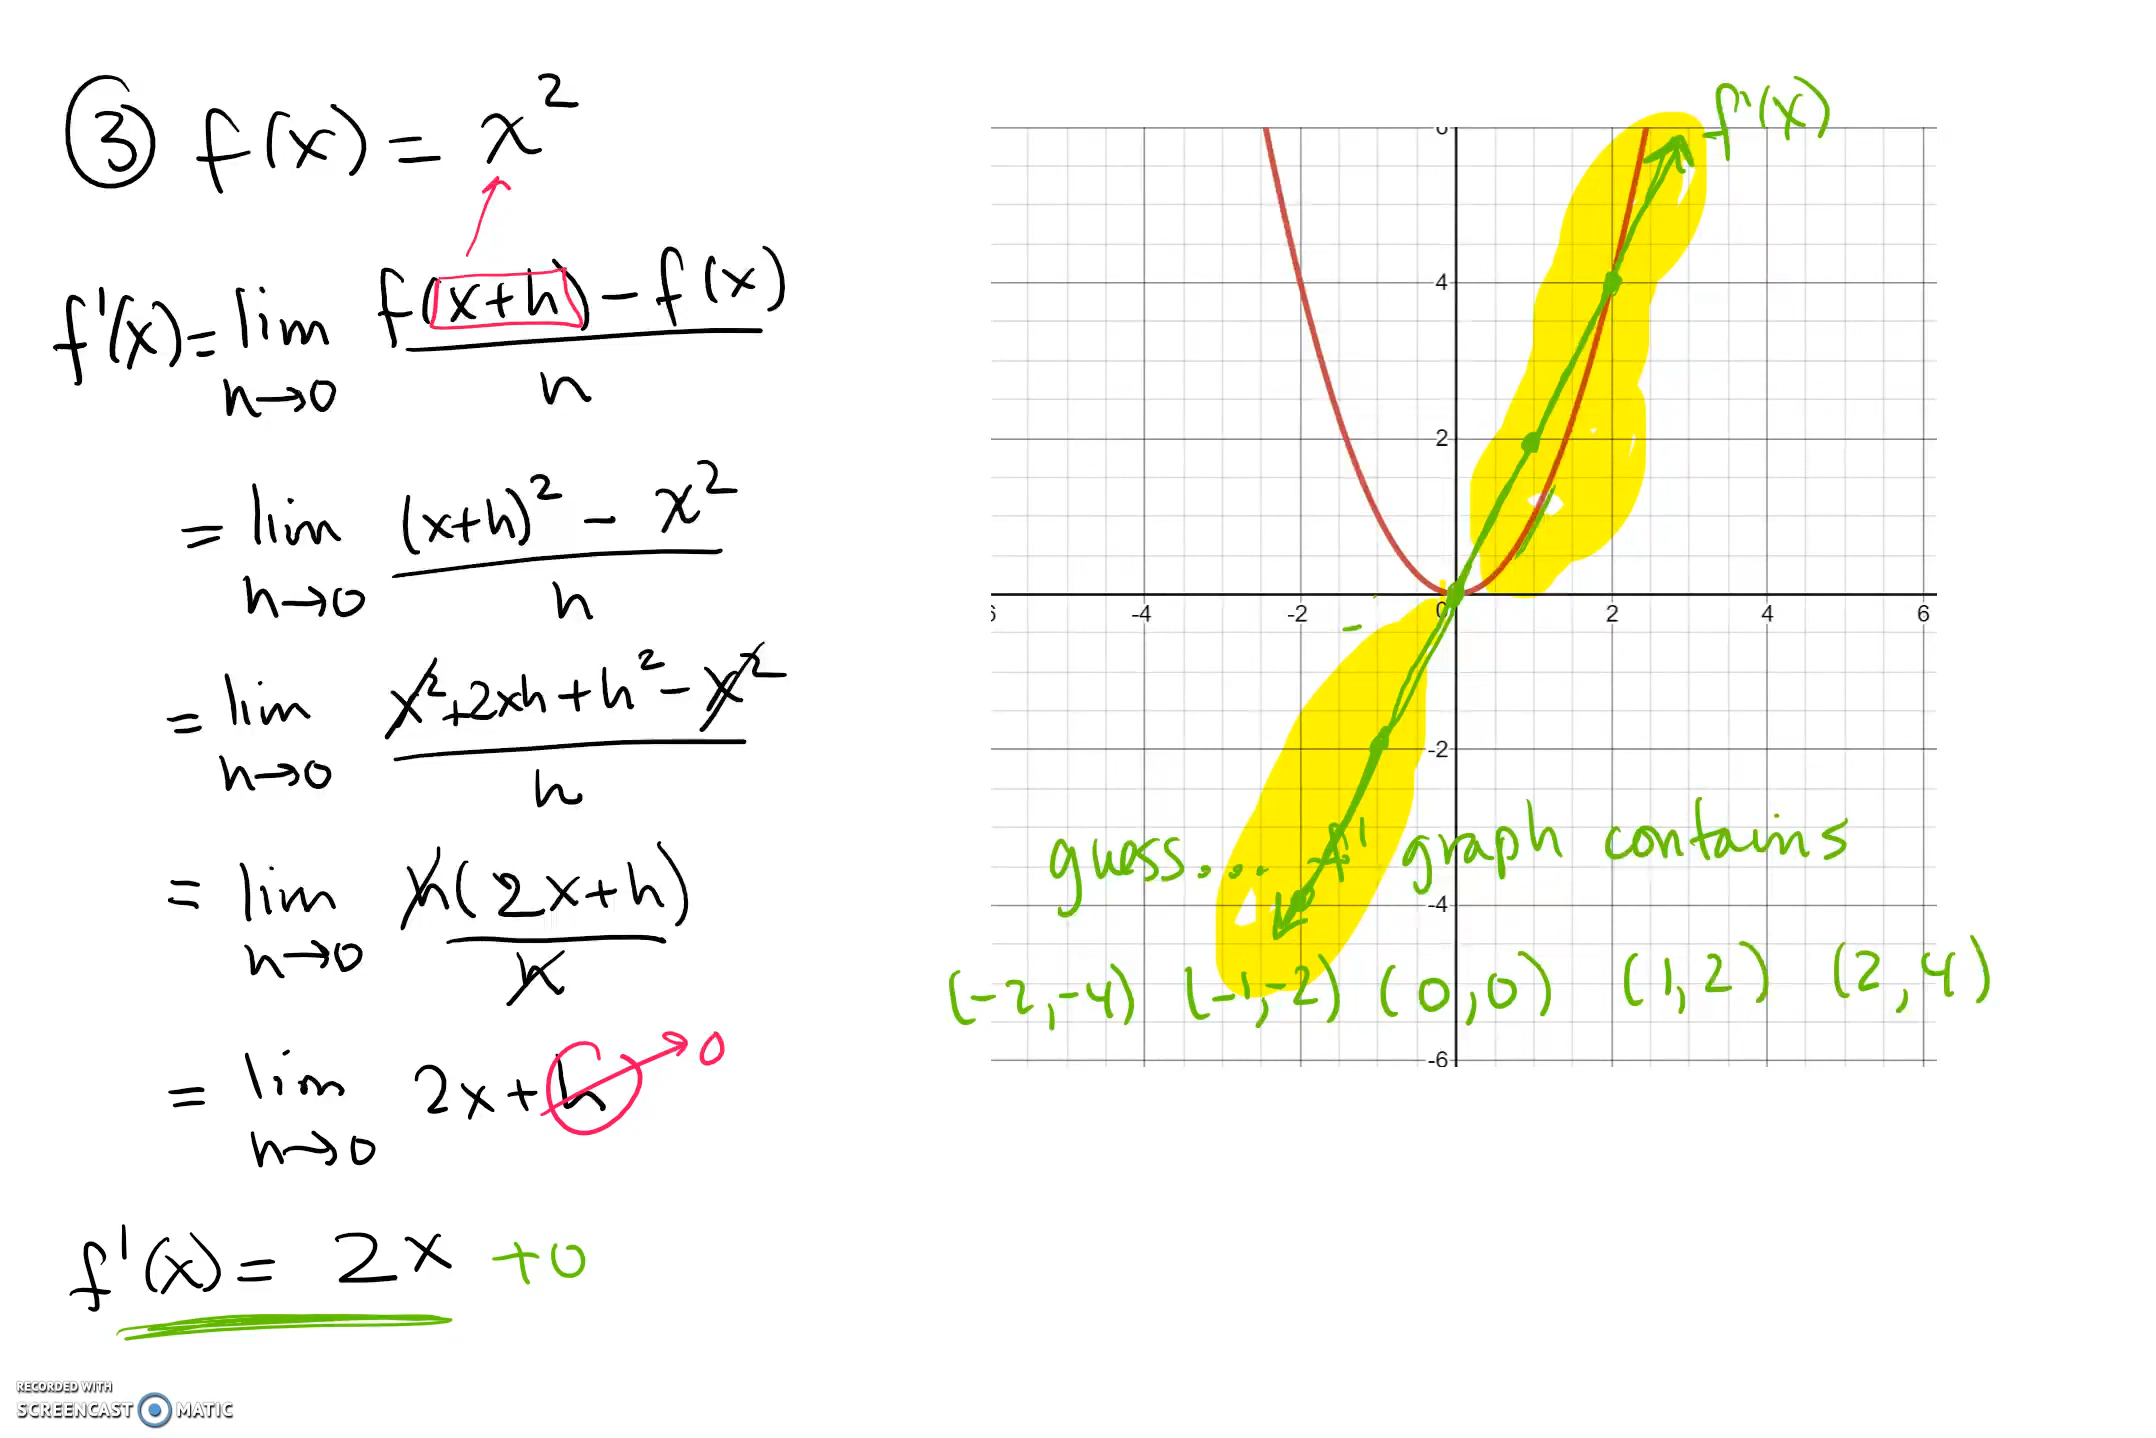 ③ f(x) = x²
f'(x) = lim h→0 f(x+h) - f(x) / h
= lim h→0 (x+h)² - x² / h
= lim h→0 x² + 2xh + h² - x² / h
= lim h→0 h(2x+h) / h
= lim h→0 2x + h → 0
f'(x) = 2x + 0
f'(x)
6
4
2
6 -4 -2 0 2 4 6
-2
guess.... f' graph contains
-4
(-2,-4) (-1,-2) (0,0) (1,2) (2,4)
-6
RECORDED WITH
SCREENCAST MATIC